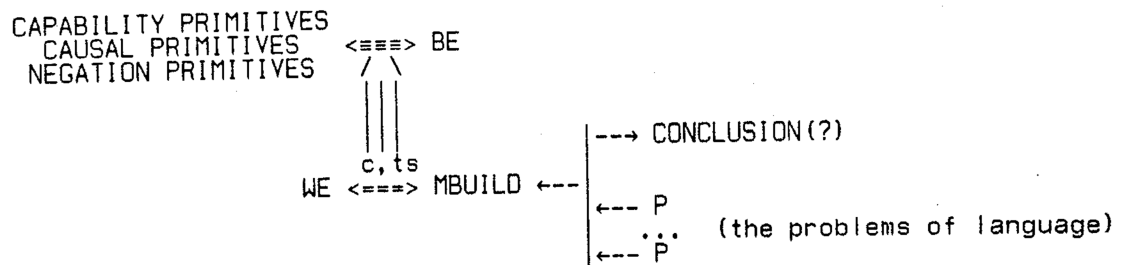 CAPABILITY PRIMITIVES
CAUSAL PRIMITIVES <≡≡≡> BE
NEGATION PRIMITIVES
---→ CONCLUSION(?)
c,ts
WE <===> MBUILD ←---
←--- P
... (the problems of language)
←--- P